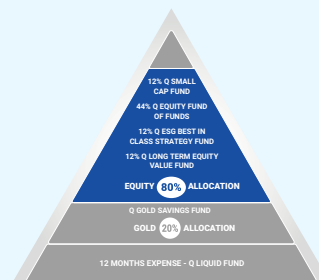 12% Q SMALL
CAP FUND
44% Q EQUITY FUND
OF FUNDS
12% Q ESG BEST IN
CLASS STRATEGY FUND
12% Q LONG TERM EQUITY
VALUE FUND
EQUITY 80% ALLOCATION
Q GOLD SAVINGS FUND
GOLD 20% ALLOCATION
12 MONTHS EXPENSE - Q LIQUID FUND